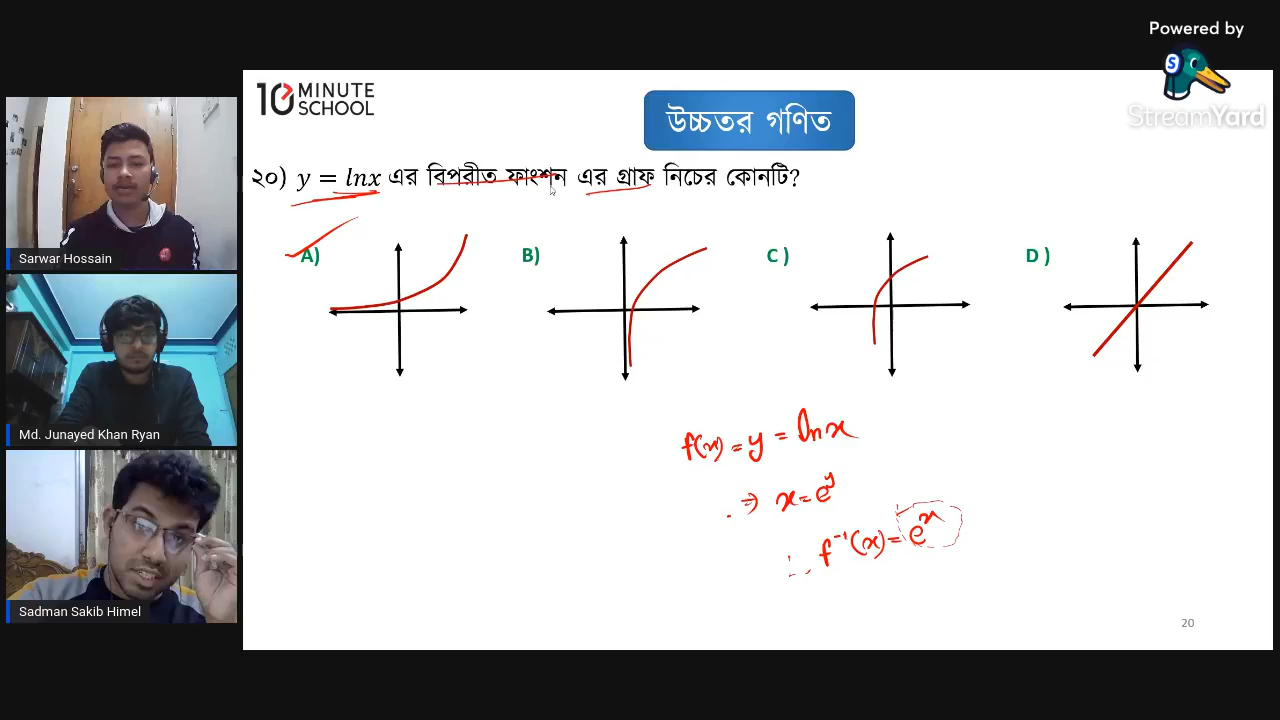 Powered by
StreamYard
10 MINUTE SCHOOL
উচ্চতর গণিত
২০) y = lnx এর বিপরীত ফাংশন এর গ্রাফ নিচের কোনটি?
A) B) C ) D )
f(x) = y = lnx
⇒ x = e^y
∴ f⁻¹(x) = e^x
20
Sarwar Hossain
Md. Junayed Khan Ryan
Sadman Sakib Himel